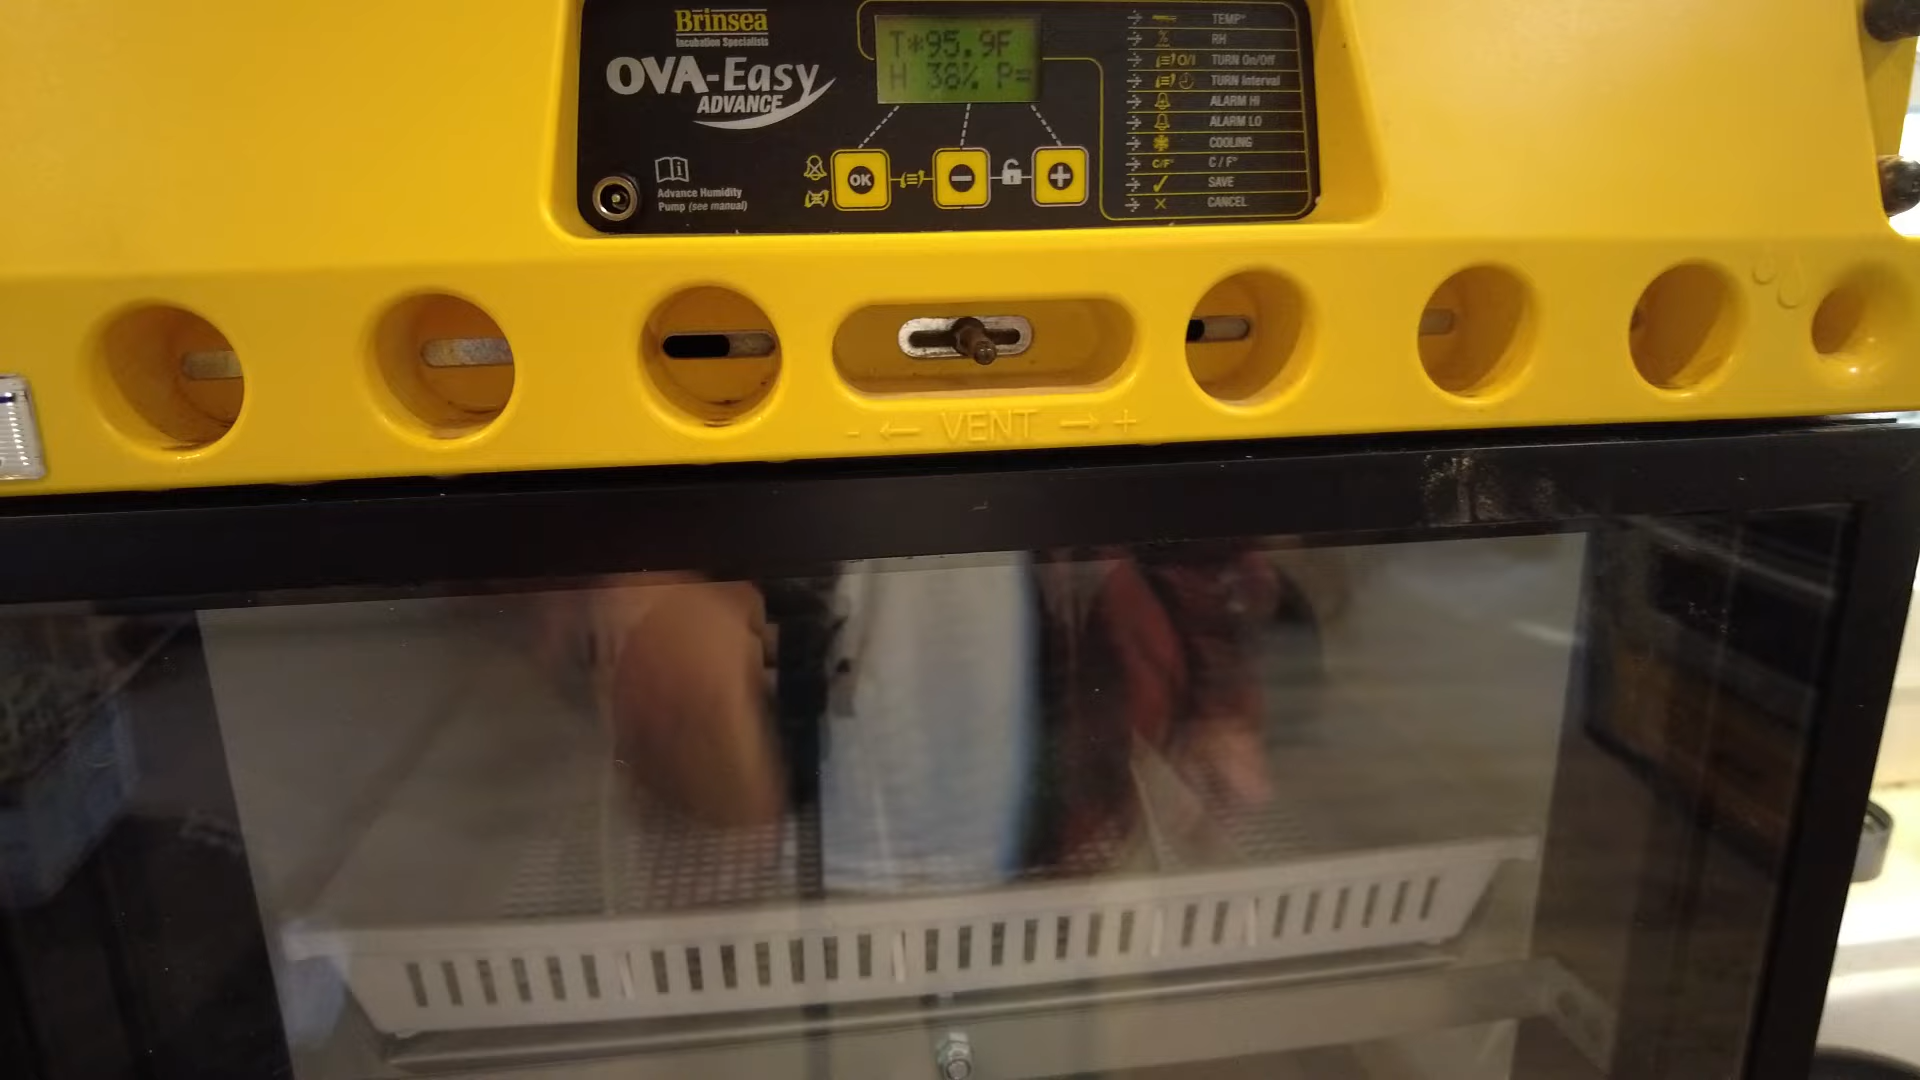 Brinsea
Incubation Specialists
OVA-Easy
ADVANCE
T*95.9F
H 38% P=
Advance Humidity
Pump (see manual)
OK
TEMP°
% RH
O/I TURN On/Off
TURN Interval
ALARM HI
ALARM LO
COOLING
C/F° C / F°
SAVE
CANCEL
- ← VENT → +